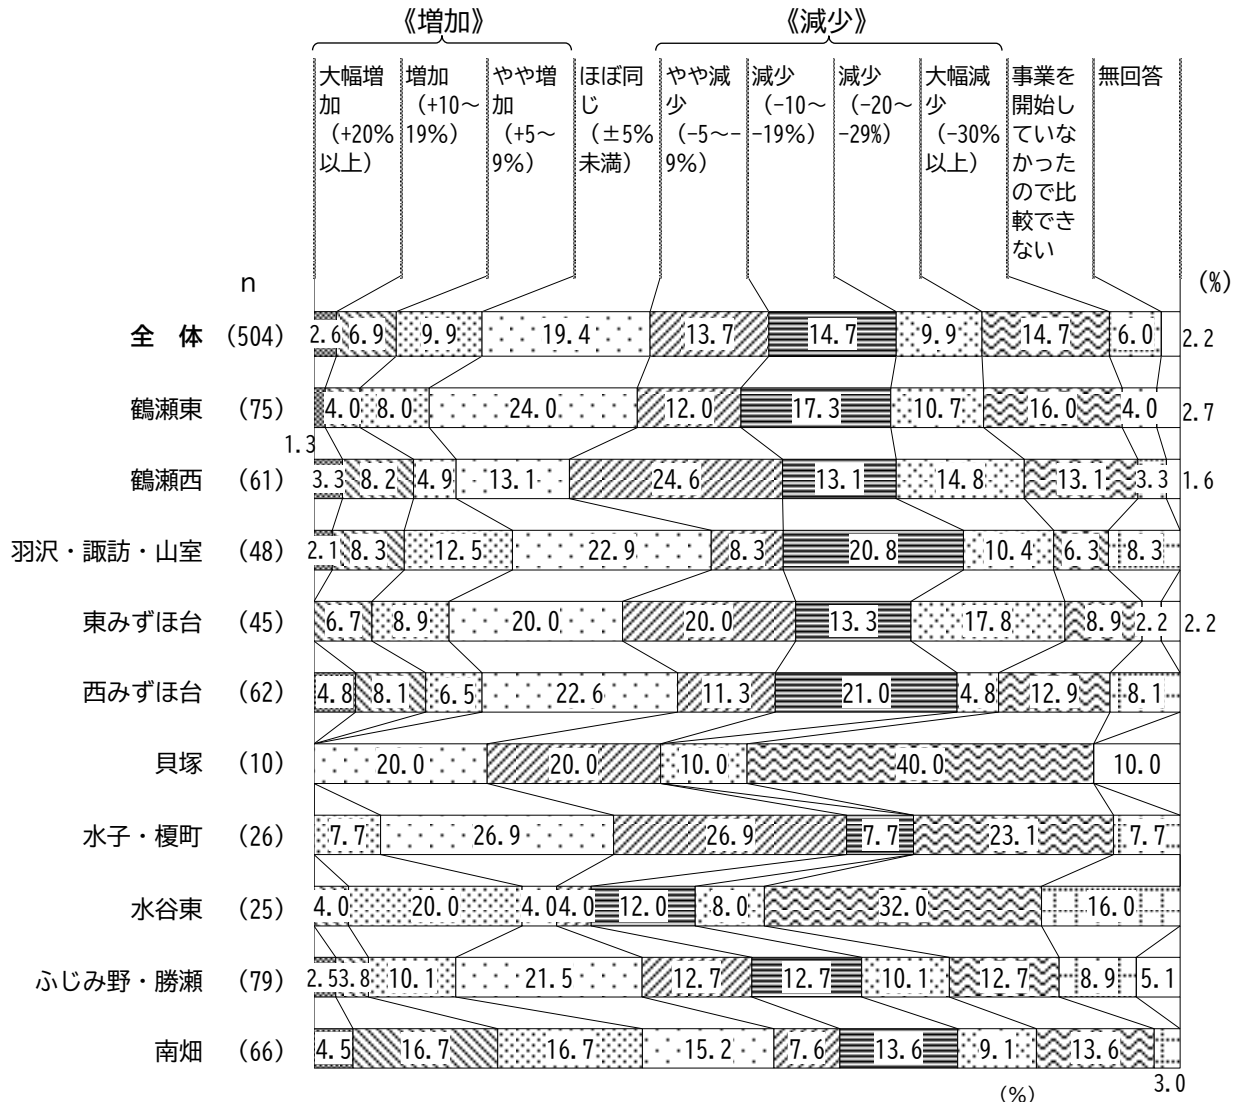 《増加》 《減少》
大幅増加（+20%以上） 増加（+10～19%） やや増加（+5～9%） ほぼ同じ（±5%未満） やや減少（-5～-9%） 減少（-10～-19%） 減少（-20～-29%） 大幅減少（-30%以上） 事業を開始していなかったので比較できない 無回答
n (%)
全　体 (504) 2.6 6.9 9.9 19.4 13.7 14.7 9.9 14.7 6.0 2.2
鶴瀬東 (75) 1.3 4.0 8.0 24.0 12.0 17.3 10.7 16.0 4.0 2.7
鶴瀬西 (61) 3.3 8.2 4.9 13.1 24.6 13.1 14.8 13.1 3.3 1.6
羽沢・諏訪・山室 (48) 2.1 8.3 12.5 22.9 8.3 20.8 10.4 6.3 8.3
東みずほ台 (45) 6.7 8.9 20.0 20.0 13.3 17.8 8.9 2.2 2.2
西みずほ台 (62) 4.8 8.1 6.5 22.6 11.3 21.0 4.8 12.9 8.1
貝塚 (10) 20.0 20.0 10.0 40.0 10.0
水子・榎町 (26) 7.7 26.9 26.9 7.7 23.1 7.7
水谷東 (25) 4.0 20.0 4.0 4.0 12.0 8.0 32.0 16.0
ふじみ野・勝瀬 (79) 2.5 3.8 10.1 21.5 12.7 12.7 10.1 12.7 8.9 5.1
南畑 (66) 4.5 16.7 16.7 15.2 7.6 13.6 9.1 13.6 3.0
(%)